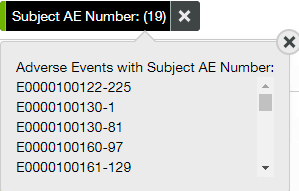 Subject AE Number: (19)
Adverse Events with Subject AE Number:
E0000100122-225
E0000100130-1
E0000100130-81
E0000100160-97
E0000100161-129